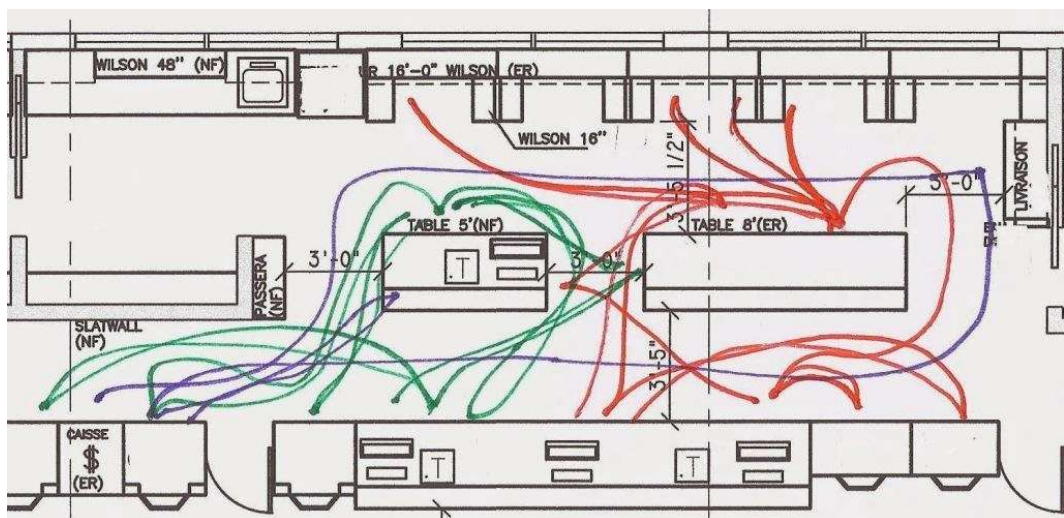 WILSON 48" (NF)
UR 16'-0" WILSON (ER)
WILSON 16"
3'-5 1/2"
LIVRAISON
3'-0"
TABLE 5'(NF)
TABLE 8'(ER)
T
3'-0"
3'-0"
PASSERA
(NF)
SLATWALL
(NF)
3'-5"
CAISSE
$
(ER)
T
T